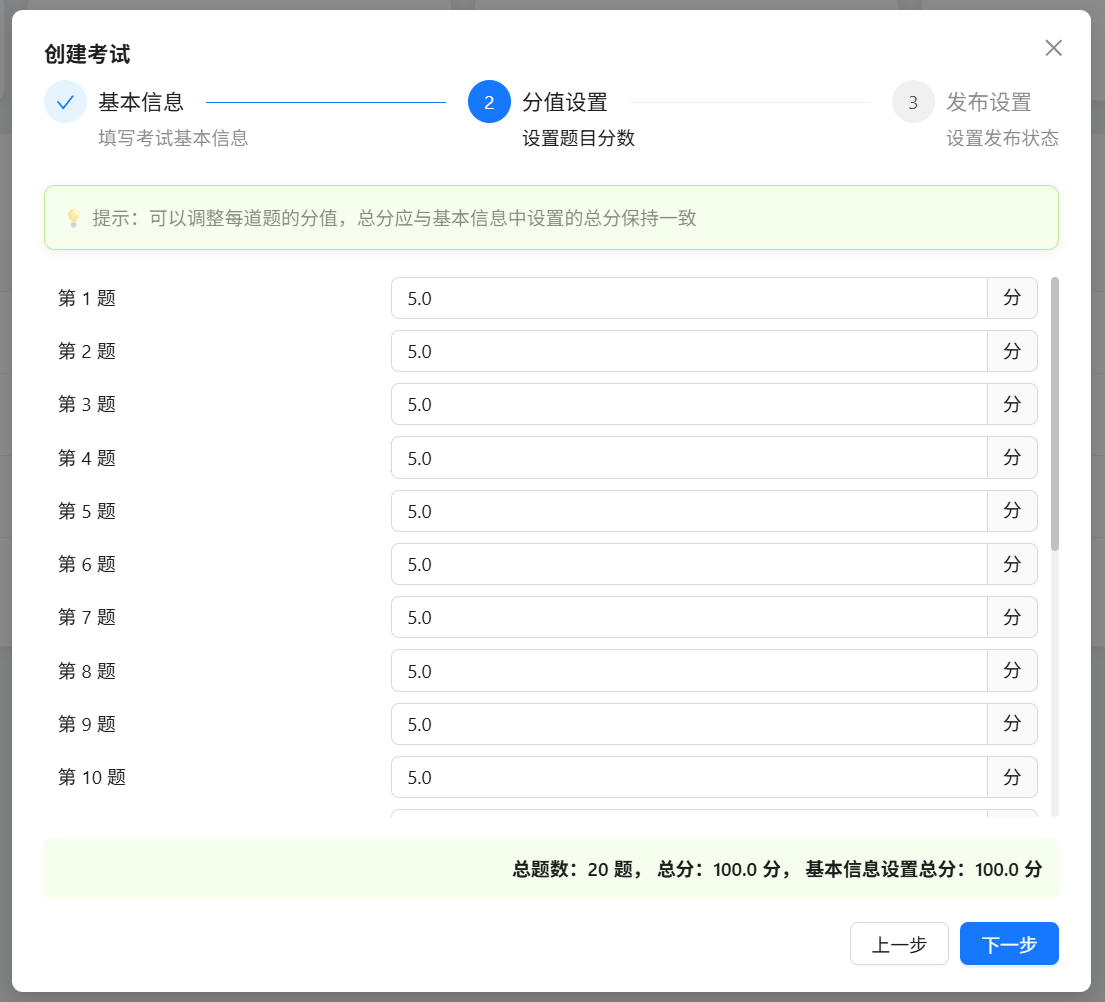 创建考试
基本信息
2 分值设置
3 发布设置
填写考试基本信息
设置题目分数
设置发布状态
提示：可以调整每道题的分值，总分应与基本信息中设置的总分保持一致
第 1 题 5.0 分
第 2 题 5.0 分
第 3 题 5.0 分
第 4 题 5.0 分
第 5 题 5.0 分
第 6 题 5.0 分
第 7 题 5.0 分
第 8 题 5.0 分
第 9 题 5.0 分
第 10 题 5.0 分
总题数：20 题， 总分：100.0 分， 基本信息设置总分：100.0 分
上一步 下一步